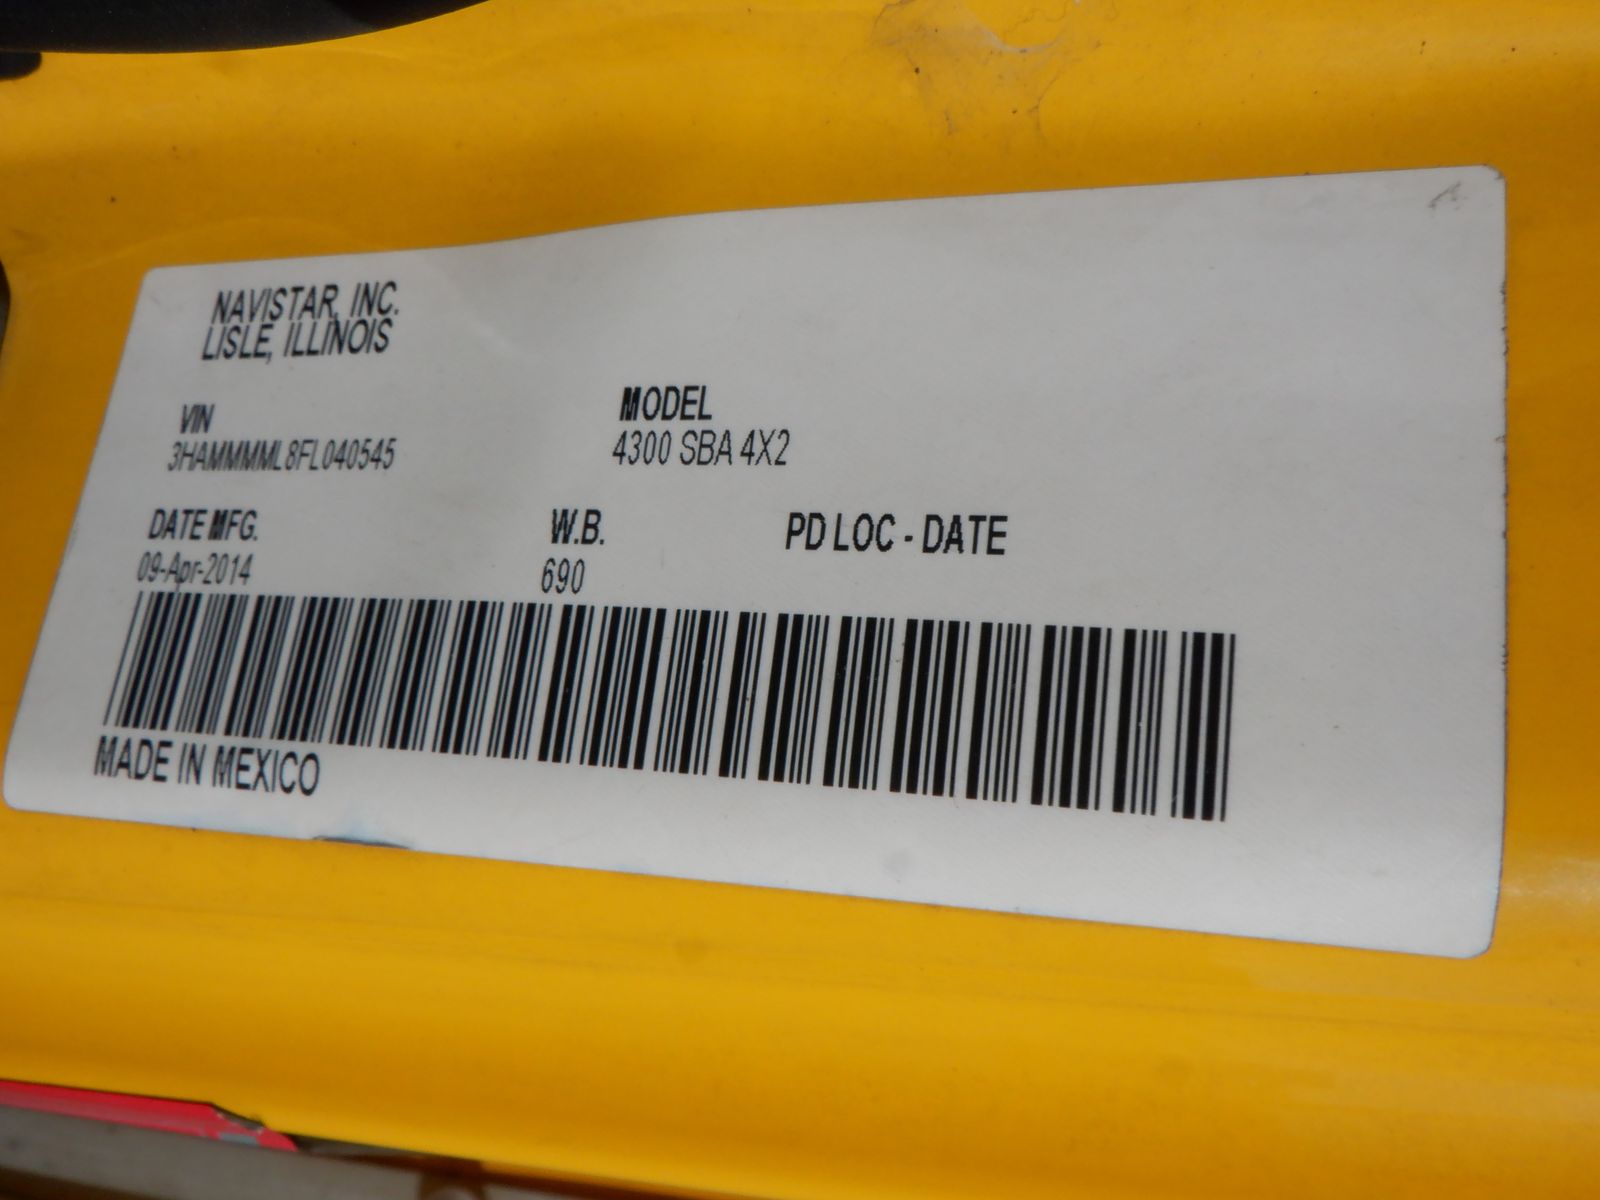 NAVISTAR, INC.
LISLE, ILLINOIS
VIN
3HAMMMML8FL040545
MODEL
4300 SBA 4X2
DATE MFG.
09-Apr-2014
W.B.
690
PD LOC - DATE
MADE IN MEXICO